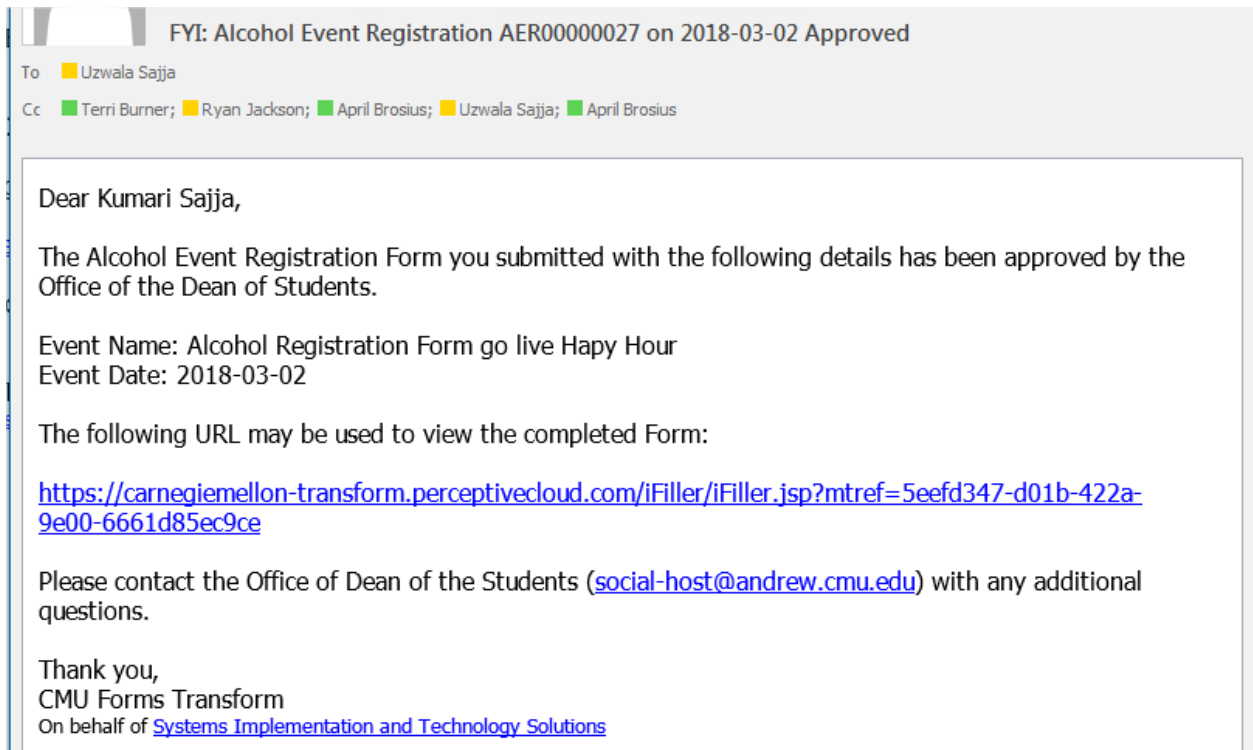 FYI: Alcohol Event Registration AER00000027 on 2018-03-02 Approved
To Uzwala Sajja
Cc Terri Burner; Ryan Jackson; April Brosius; Uzwala Sajja; April Brosius
Dear Kumari Sajja,
The Alcohol Event Registration Form you submitted with the following details has been approved by the
Office of the Dean of Students.
Event Name: Alcohol Registration Form go live Hapy Hour
Event Date: 2018-03-02
The following URL may be used to view the completed Form:
https://carnegiemellon-transform.perceptivecloud.com/iFiller/iFiller.jsp?mtref=5eefd347-d01b-422a-
9e00-6661d85ec9ce
Please contact the Office of Dean of the Students (social-host@andrew.cmu.edu) with any additional
questions.
Thank you,
CMU Forms Transform
On behalf of Systems Implementation and Technology Solutions